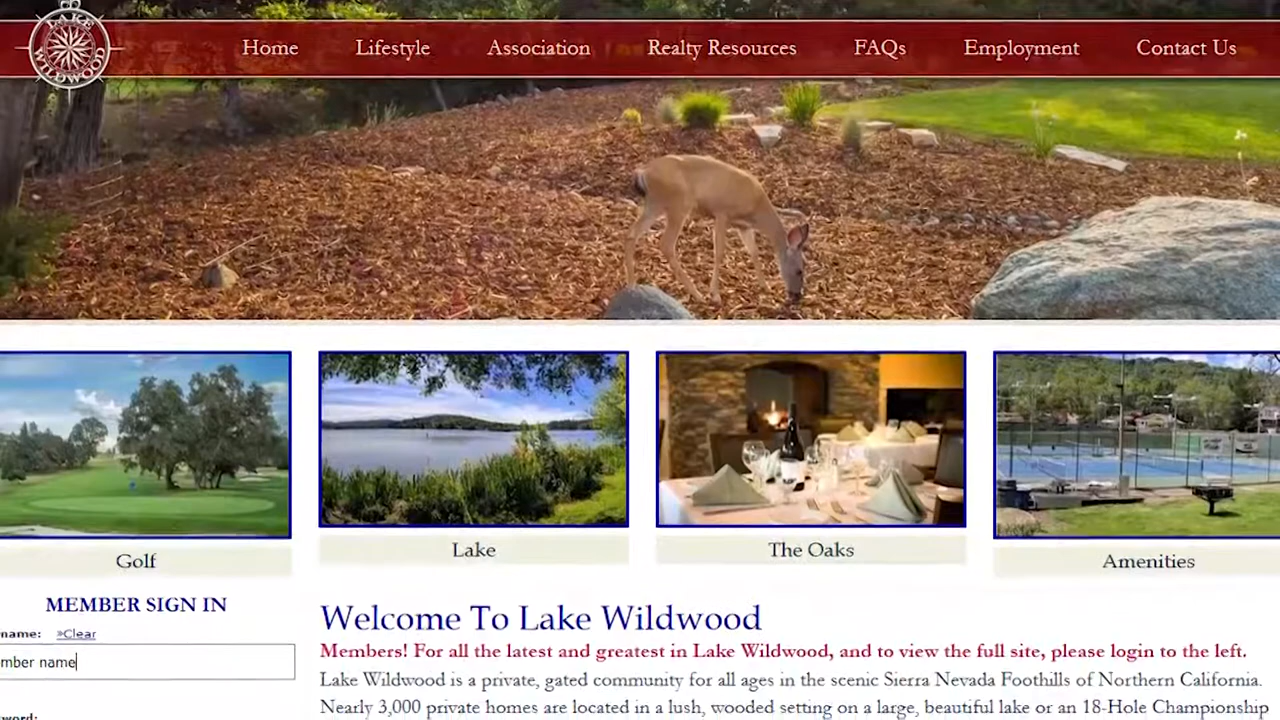 LAKE
WILDWOOD
Home Lifestyle Association Realty Resources FAQs Employment Contact Us
Golf Lake The Oaks Amenities
MEMBER SIGN IN
name: »Clear
mber name
word:
Welcome To Lake Wildwood
Members! For all the latest and greatest in Lake Wildwood, and to view the full site, please login to the left.
Lake Wildwood is a private, gated community for all ages in the scenic Sierra Nevada Foothills of Northern California.
Nearly 3,000 private homes are located in a lush, wooded setting on a large, beautiful lake or an 18-Hole Championship